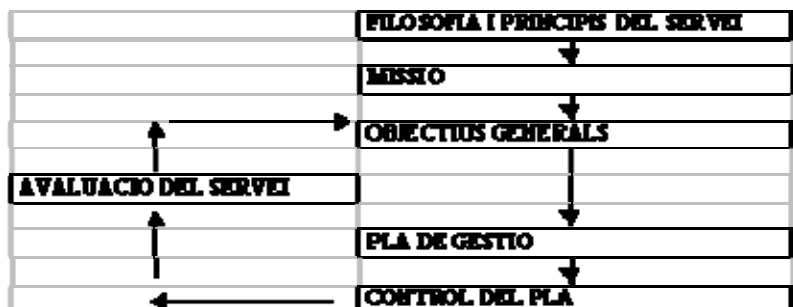 FILOSOFIA I PRINCIPIS DEL SERVEI
MISSIO
OBJECTIUS GENERALS
AVALUACIO DEL SERVEI
PLA DE GESTIO
CONTROL DEL PLA